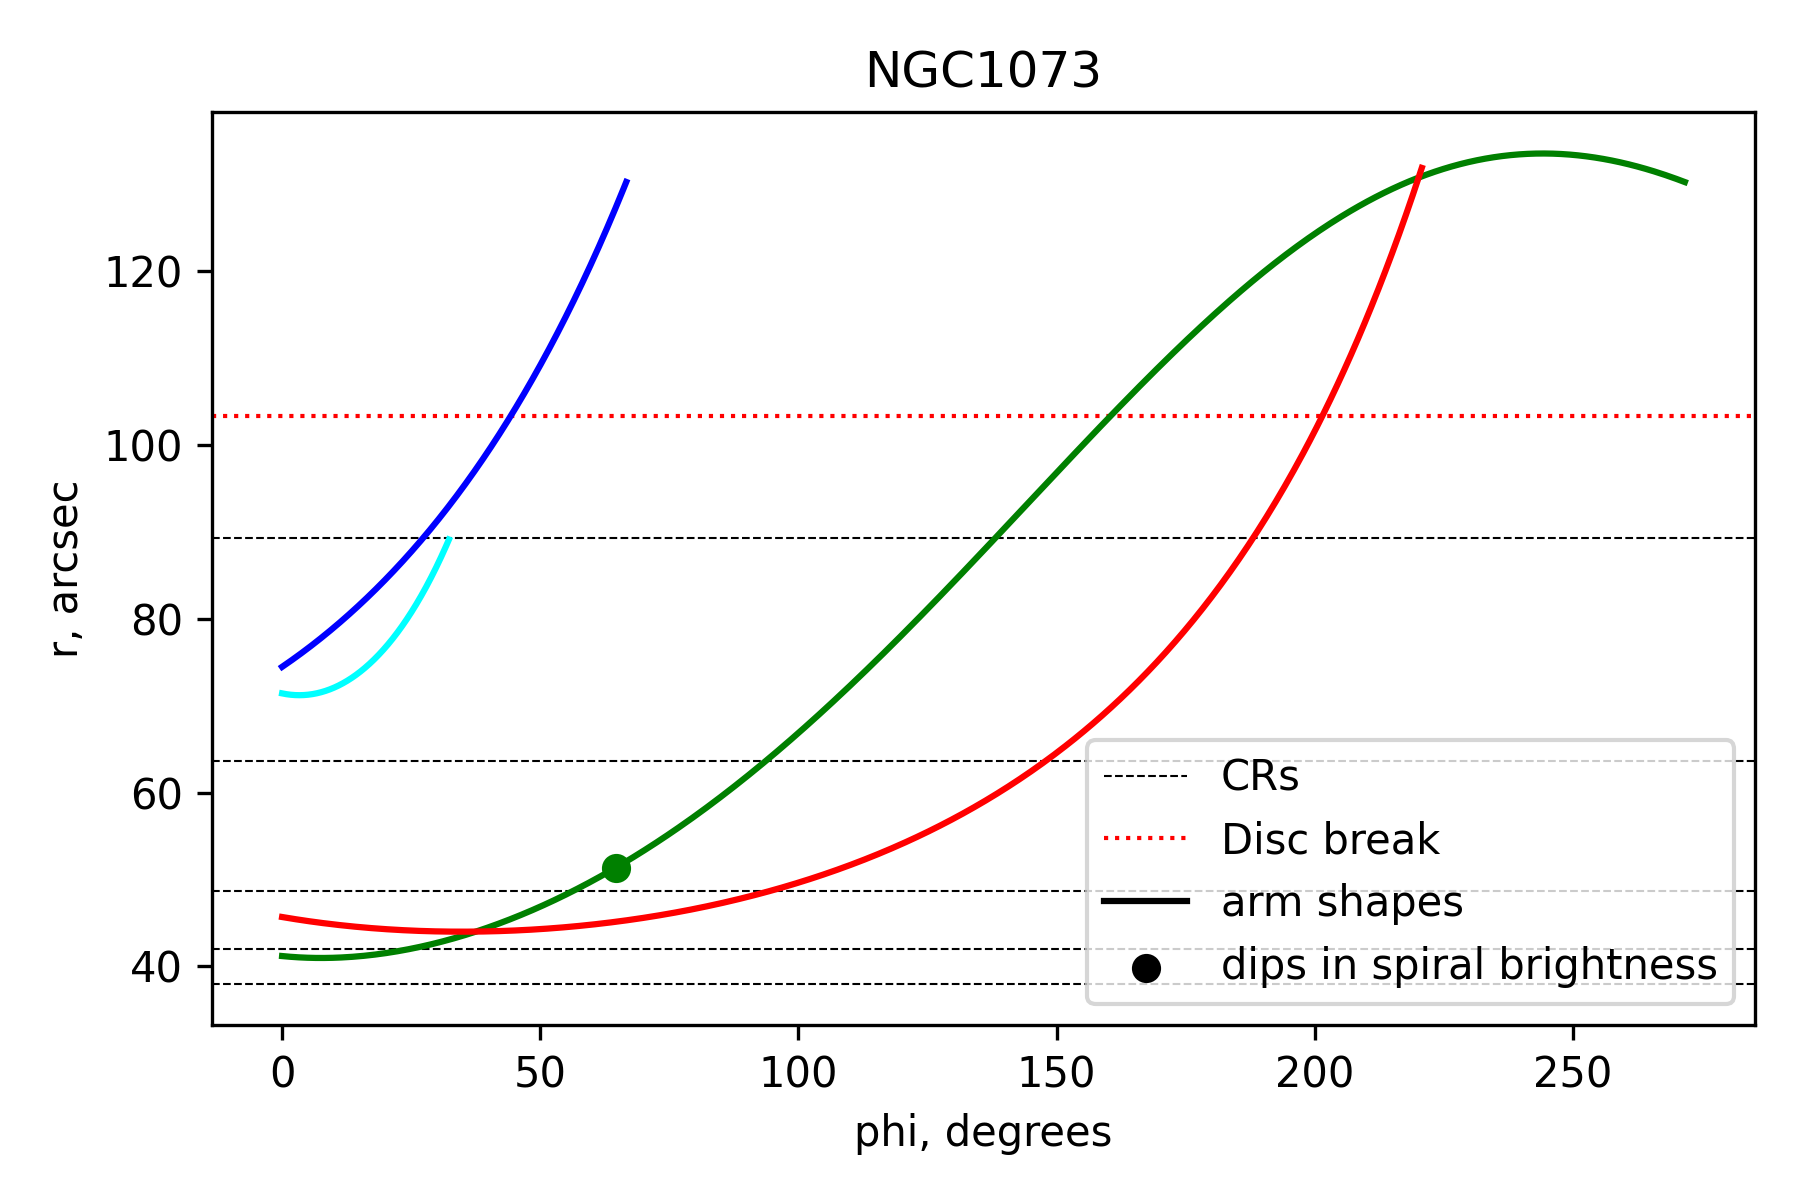 NGC1073
r, arcsec
120
100
80
60
40
0 50 100 150 200 250
phi, degrees
CRs
Disc break
arm shapes
dips in spiral brightness